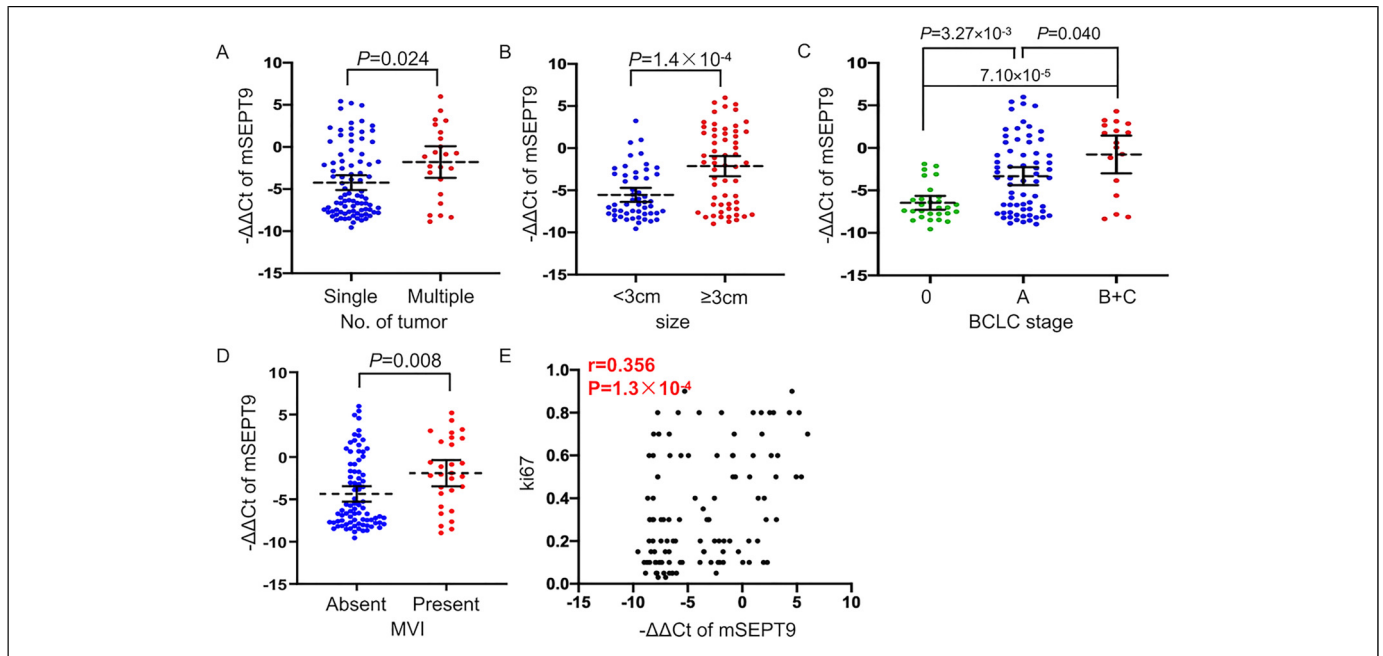 A
P=0.024
-ΔΔCt of mSEPT9
10
5
0
-5
-10
-15
Single Multiple
No. of tumor
B
P=1.4×10-4
-ΔΔCt of mSEPT9
10
5
0
-5
-10
-15
<3cm ≥3cm
size
C
P=3.27×10-3 P=0.040
7.10×10-5
-ΔΔCt of mSEPT9
10
5
0
-5
-10
-15
0 A B+C
BCLC stage
D
P=0.008
-ΔΔCt of mSEPT9
10
5
0
-5
-10
-15
Absent Present
MVI
E
r=0.356
P=1.3×10-4
ki67
1.0
0.8
0.6
0.4
0.2
0.0
-15 -10 -5 0 5 10
-ΔΔCt of mSEPT9